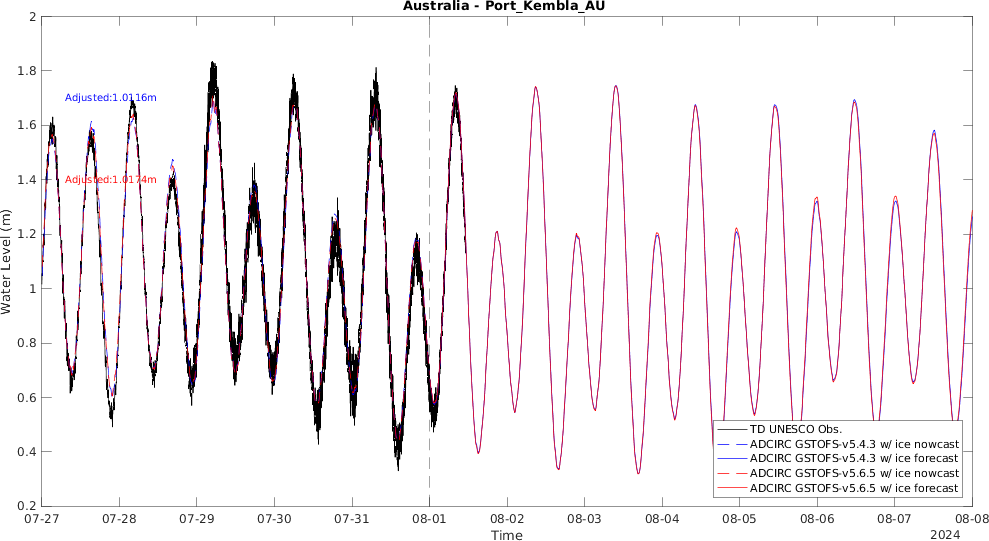 Australia - Port_Kembla_AU
2
1.8
1.6
1.4
1.2
1
0.8
0.6
0.4
0.2
Water Level (m)
Adjusted:1.0116m
Adjusted:1.0174m
TD UNESCO Obs.
ADCIRC GSTOFS-v5.4.3 w/ ice nowcast
ADCIRC GSTOFS-v5.4.3 w/ ice forecast
ADCIRC GSTOFS-v5.6.5 w/ ice nowcast
ADCIRC GSTOFS-v5.6.5 w/ ice forecast
07-27 07-28 07-29 07-30 07-31 08-01 08-02 08-03 08-04 08-05 08-06 08-07 08-08
Time
2024